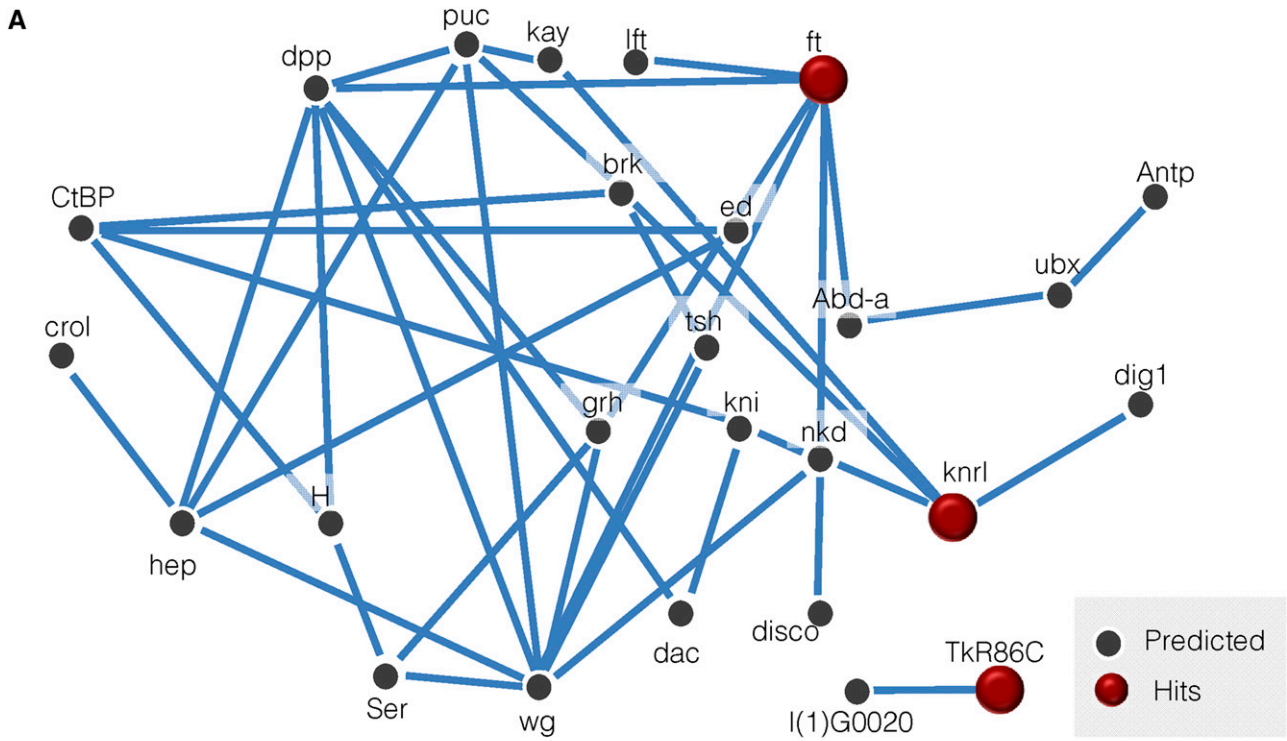 A
puc
kay
lft
ft
dpp
brk
Antp
CtBP
ed
ubx
Abd-a
crol
tsh
dig1
grh
kni
nkd
knrl
H
hep
disco
dac
TkR86C
Predicted
Hits
Ser
wg
l(1)G0020